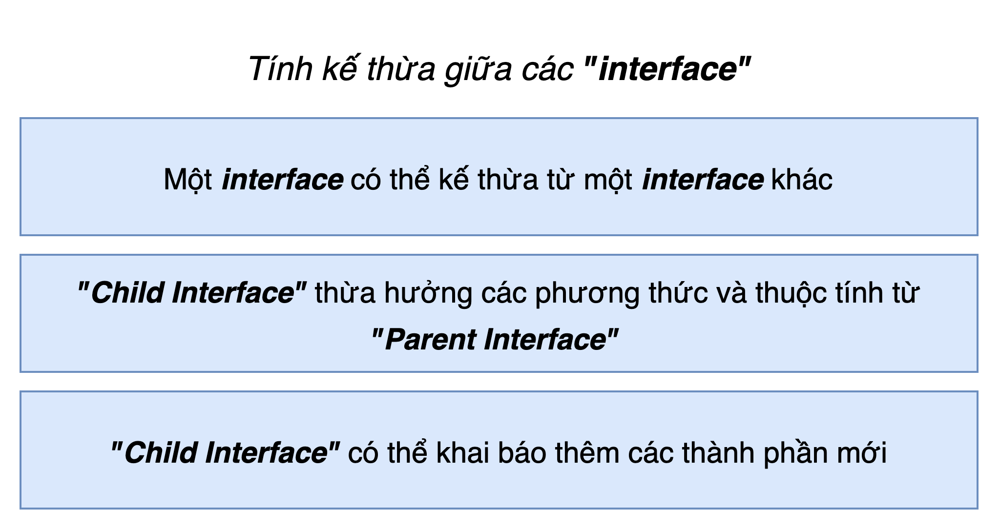 Tính kế thừa giữa các "interface"
Một interface có thể kế thừa từ một interface khác
"Child Interface" thừa hưởng các phương thức và thuộc tính từ
"Parent Interface"
"Child Interface" có thể khai báo thêm các thành phần mới